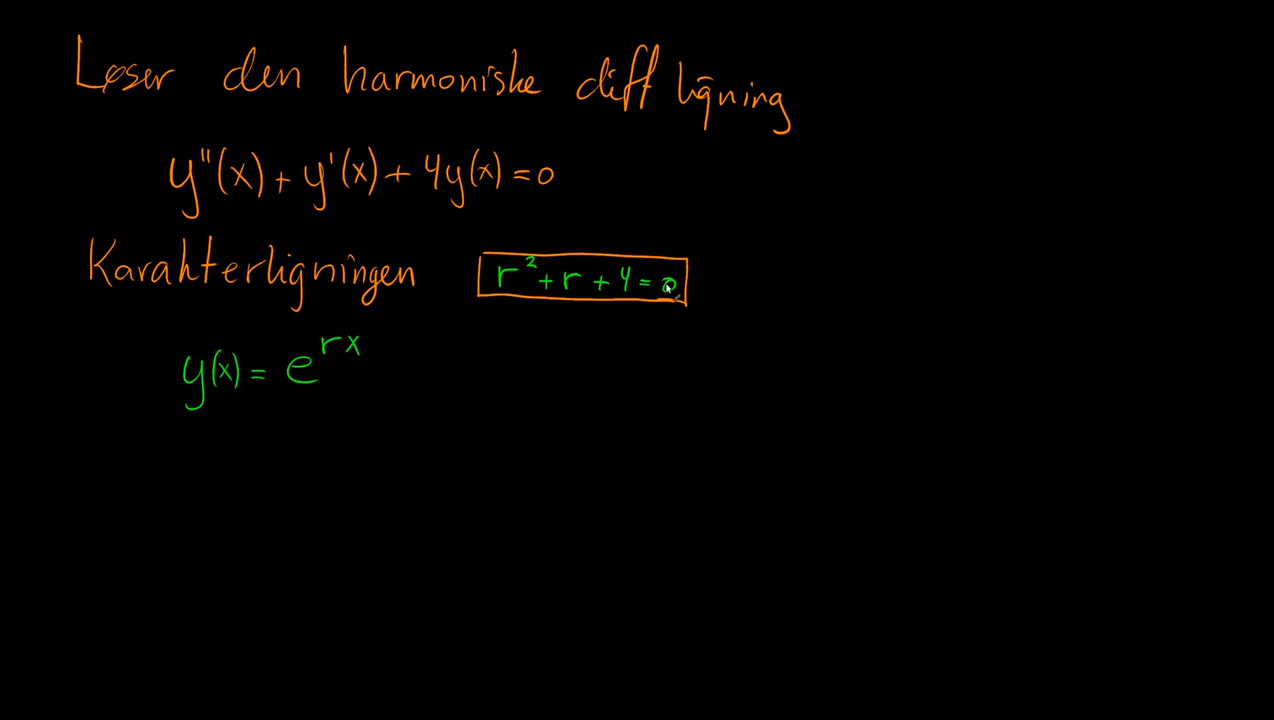 Løser den harmoniske diff ligning
y''(x) + y'(x) + 4y(x) = 0
Karakterligningen r² + r + 4 = 0
y(x) = e^{rx}